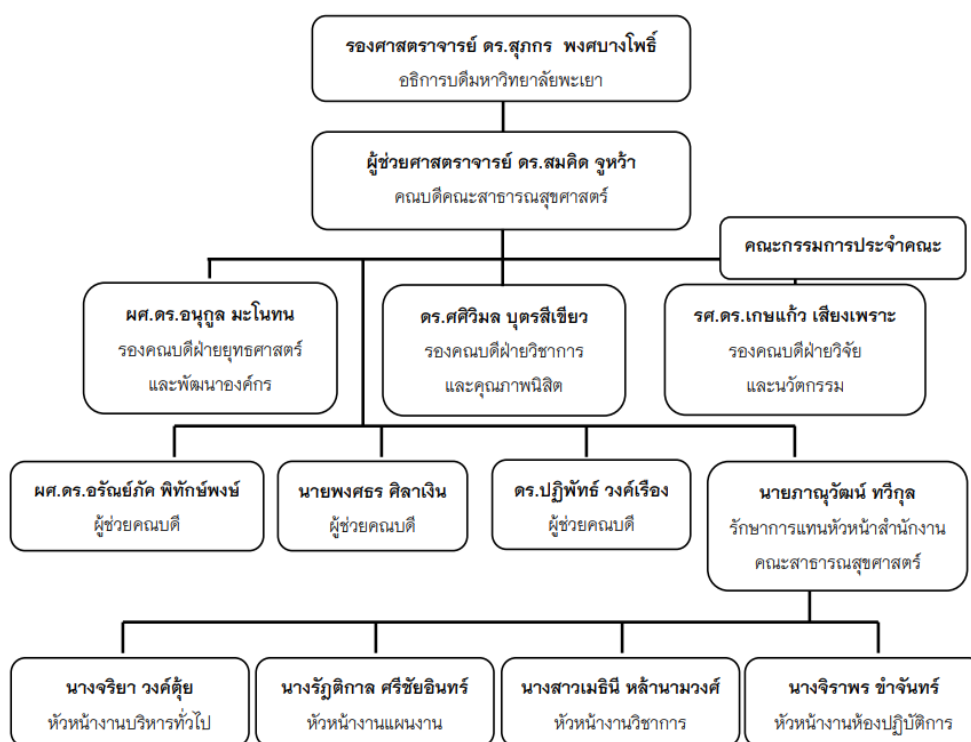 รองศาสตราจารย์ ดร.สุภกร พงศบางโพธิ์
อธิการบดีมหาวิทยาลัยพะเยา
ผู้ช่วยศาสตราจารย์ ดร.สมคิด จูหว้า
คณบดีคณะสาธารณสุขศาสตร์
คณะกรรมการประจำคณะ
ผศ.ดร.อนุกูล มะโนทน
รองคณบดีฝ่ายยุทธศาสตร์
และพัฒนาองค์กร
ดร.ศศิวิมล บุตรสีเขียว
รองคณบดีฝ่ายวิชาการ
และคุณภาพนิสิต
รศ.ดร.เกษแก้ว เสียงเพราะ
รองคณบดีฝ่ายวิจัย
และนวัตกรรม
ผศ.ดร.อรัณย์ภัค พิทักษ์พงษ์
ผู้ช่วยคณบดี
นายพงศธร ศิลาเงิน
ผู้ช่วยคณบดี
ดร.ปฏิพัทธ์ วงค์เรือง
ผู้ช่วยคณบดี
นายภาณุวัฒน์ ทวีกุล
รักษาการแทนหัวหน้าสำนักงาน
คณะสาธารณสุขศาสตร์
นางจริยา วงค์ตุ้ย
หัวหน้างานบริหารทั่วไป
นางรัฎติกาล ศรีชัยอินทร์
หัวหน้างานแผนงาน
นางสาวเมธินี หล้านามวงศ์
หัวหน้างานวิชาการ
นางจิราพร ขำจันทร์
หัวหน้างานห้องปฏิบัติการ